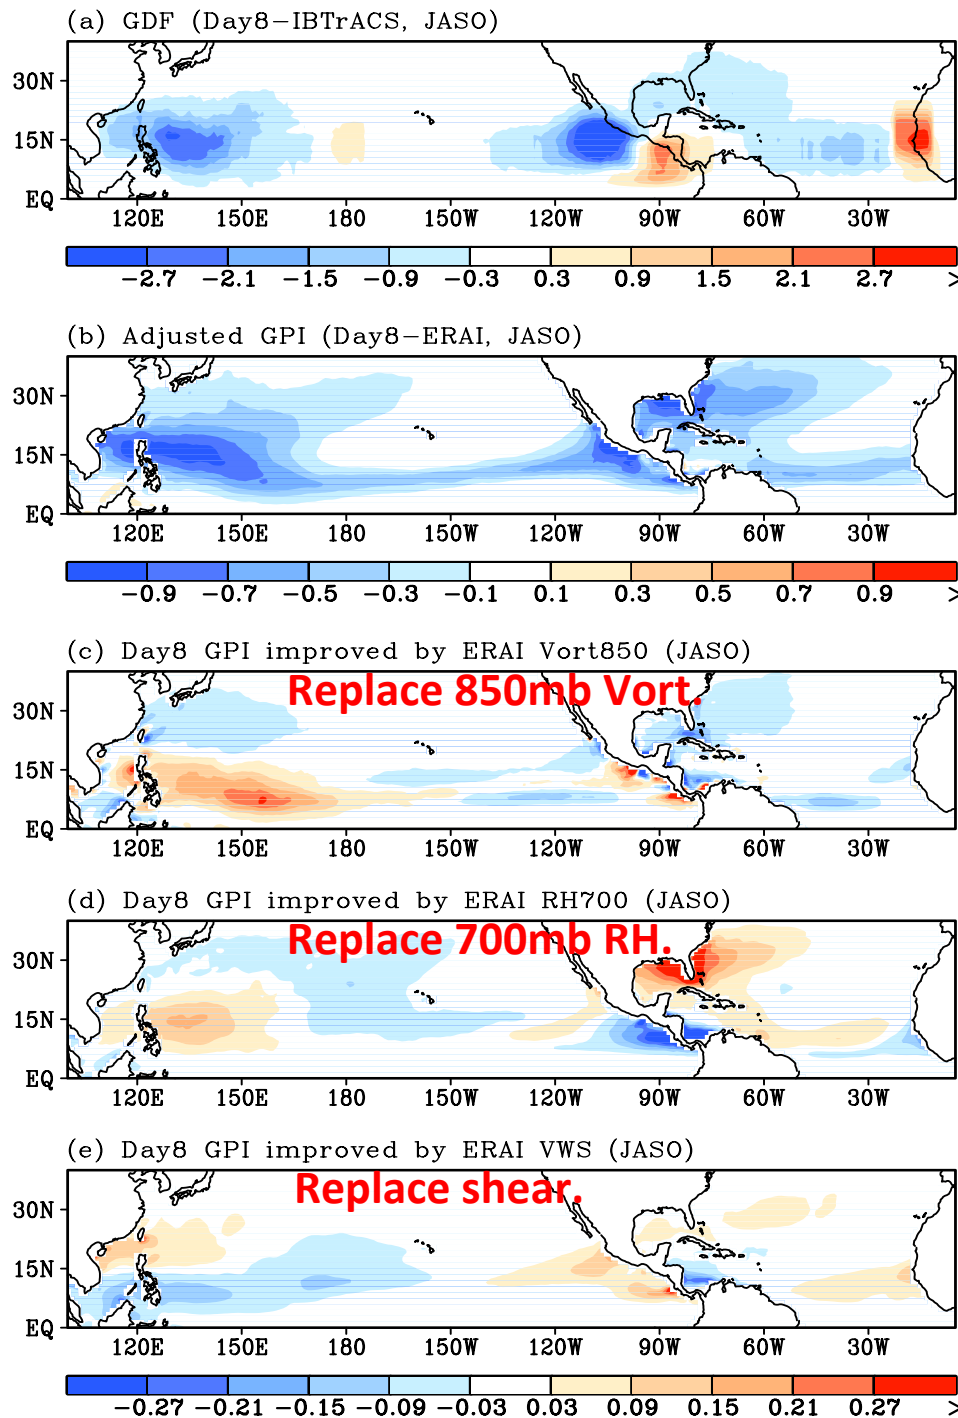 (a) GDF (Day8-IBTrACS, JASO)
30N
15N
EQ
120E 150E 180 150W 120W 90W 60W 30W
-2.7 -2.1 -1.5 -0.9 -0.3 0.3 0.9 1.5 2.1 2.7 >
(b) Adjusted GPI (Day8-ERAI, JASO)
30N
15N
EQ
120E 150E 180 150W 120W 90W 60W 30W
-0.9 -0.7 -0.5 -0.3 -0.1 0.1 0.3 0.5 0.7 0.9 >
(c) Day8 GPI improved by ERAI Vort850 (JASO)
Replace 850mb Vort.
30N
15N
EQ
120E 150E 180 150W 120W 90W 60W 30W
(d) Day8 GPI improved by ERAI RH700 (JASO)
Replace 700mb RH.
30N
15N
EQ
120E 150E 180 150W 120W 90W 60W 30W
(e) Day8 GPI improved by ERAI VWS (JASO)
Replace shear.
30N
15N
EQ
120E 150E 180 150W 120W 90W 60W 30W
-0.27 -0.21 -0.15 -0.09 -0.03 0.03 0.09 0.15 0.21 0.27 >